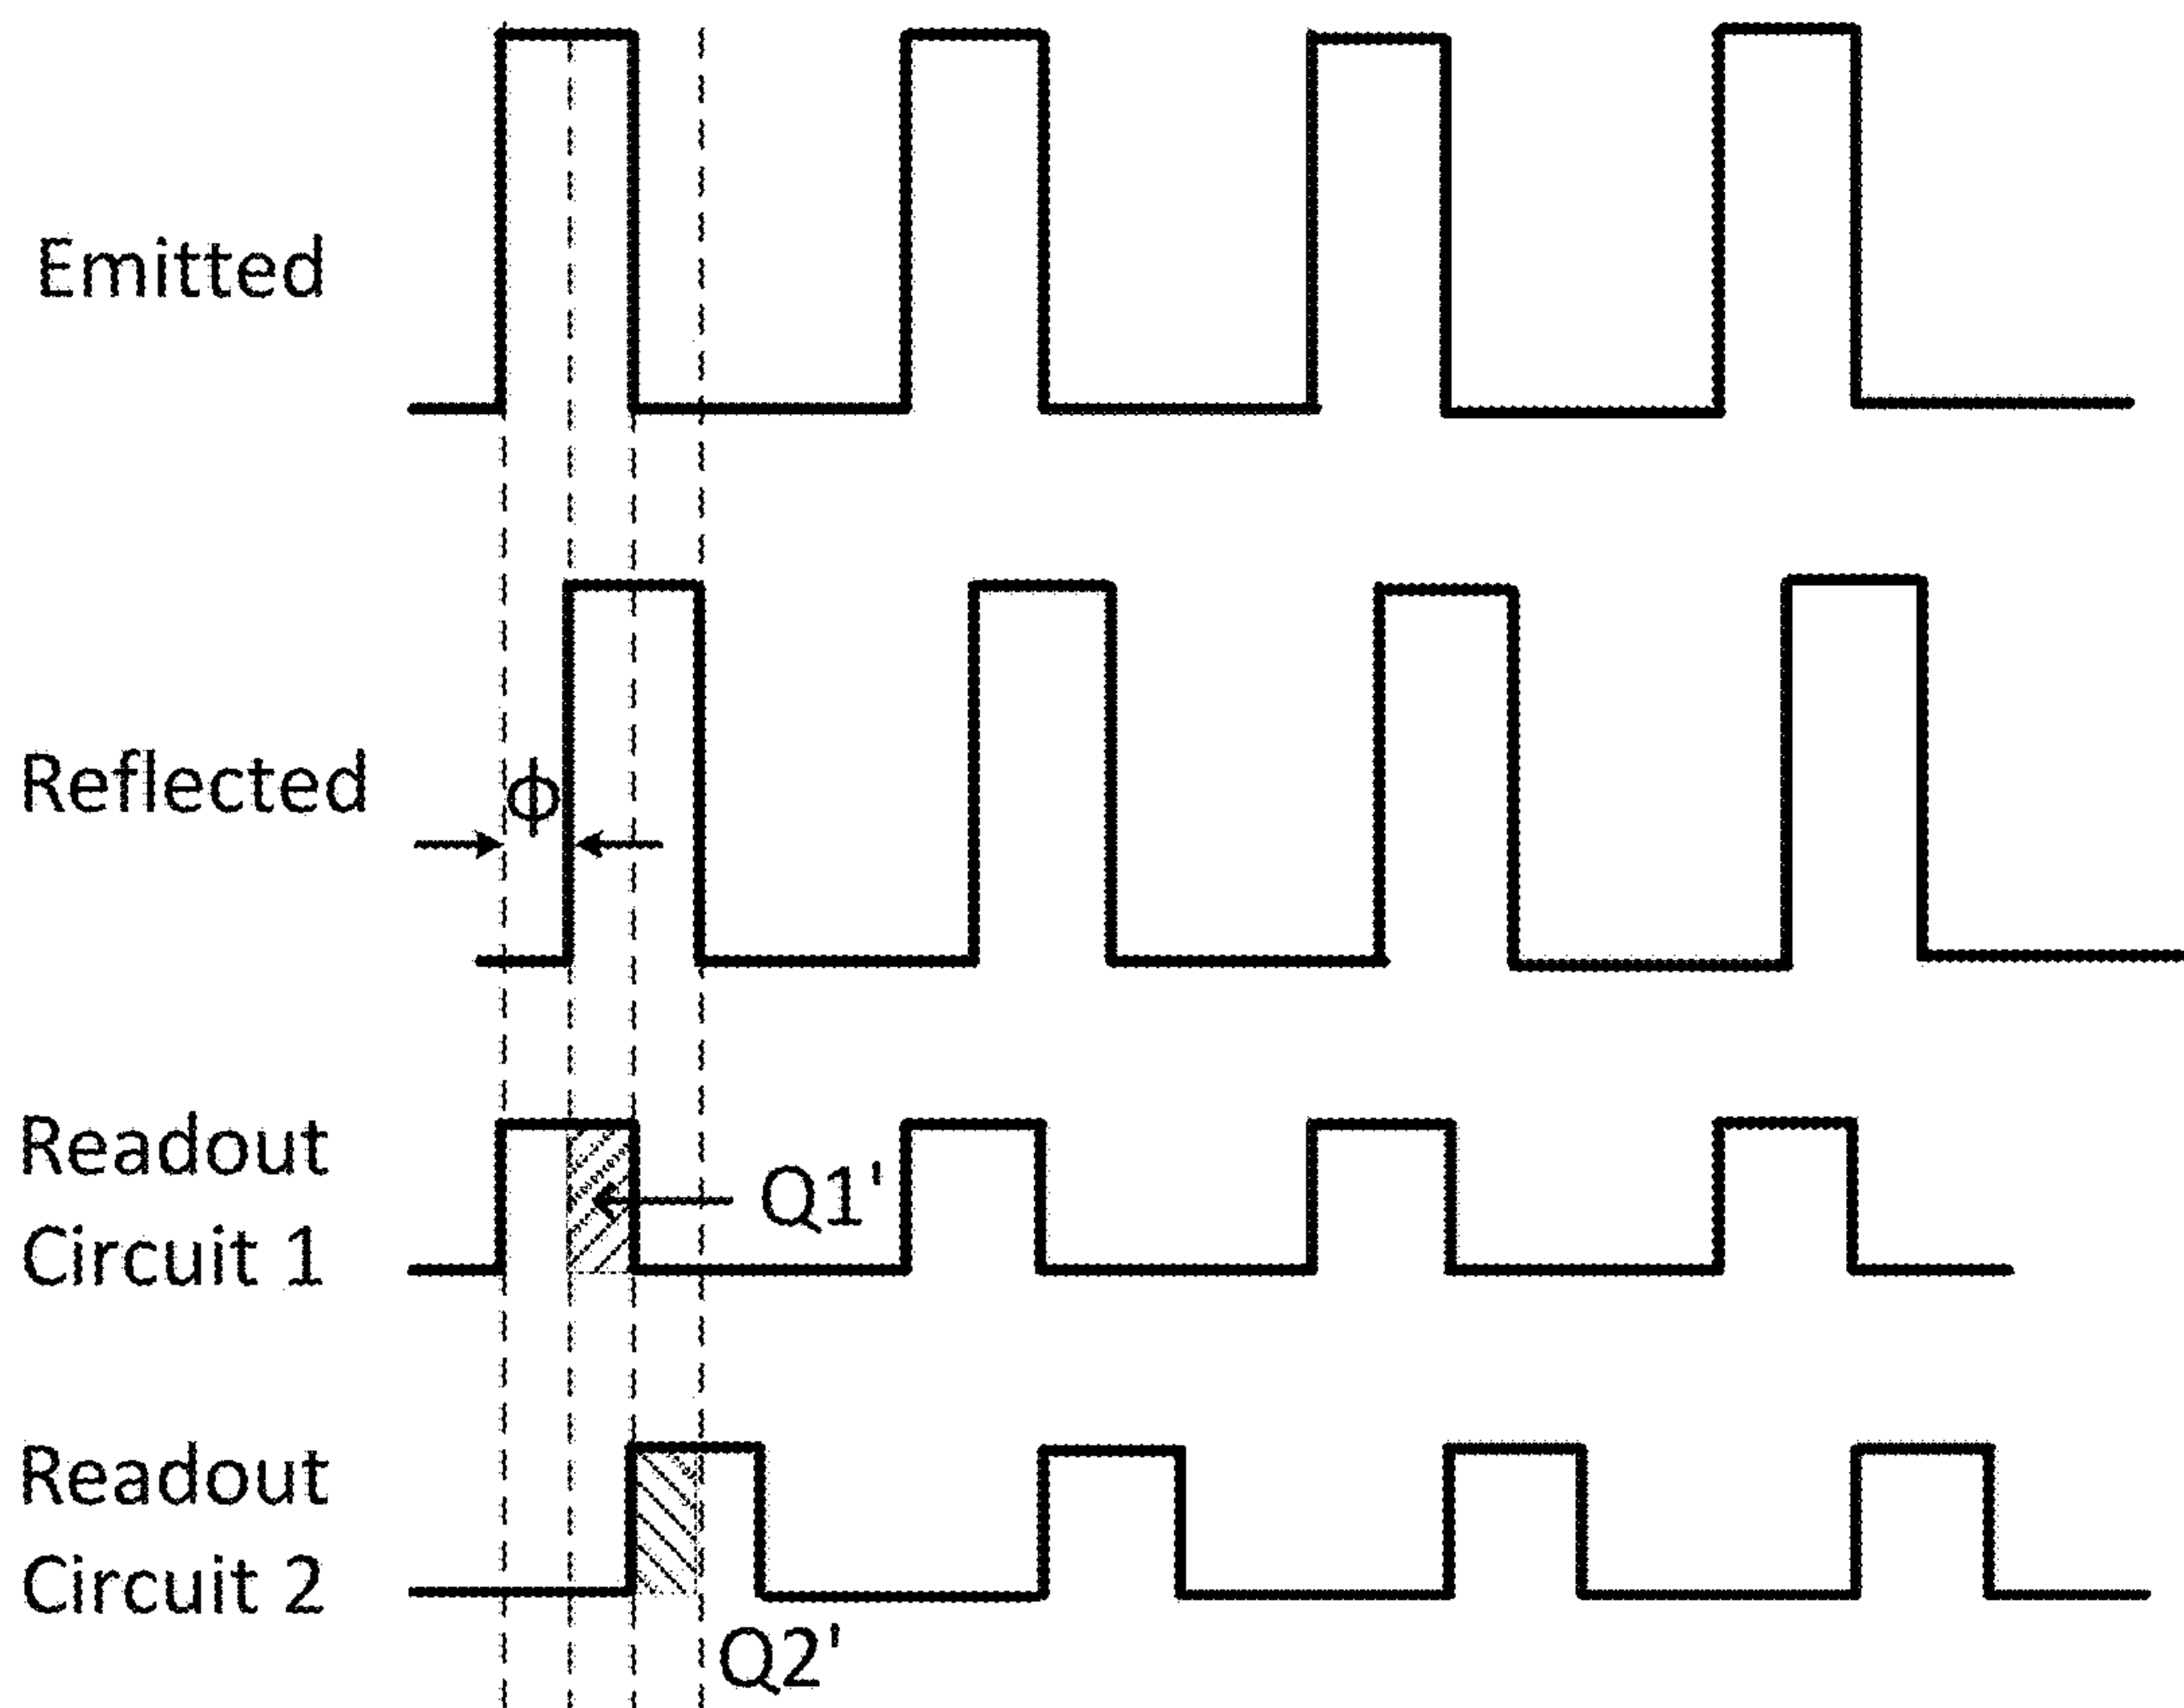 Emitted
Reflected
ϕ
Readout
Circuit 1
Q1'
Readout
Circuit 2
Q2'